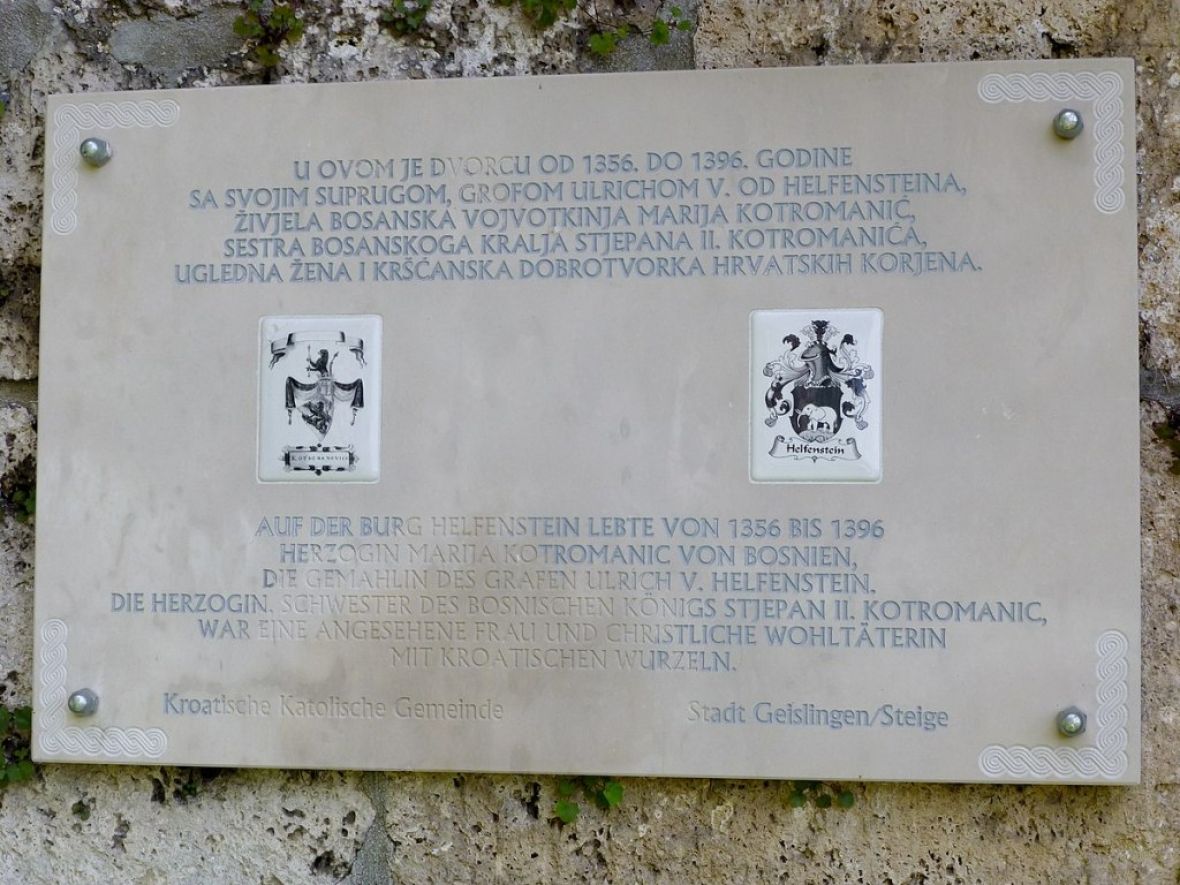 U OVOM JE DVORCU OD 1356. DO 1396. GODINE
SA SVOJIM SUPRUGOM, GROFOM ULRICHOM V. OD HELFENSTEINA,
ŽIVJELA BOSANSKA VOJVOTKINJA MARIJA KOTROMANIĆ,
SESTRA BOSANSKOGA KRALJA STJEPANA II. KOTROMANIĆA,
UGLEDNA ŽENA I KRŠĆANSKA DOBROTVORKA HRVATSKIH KORJENA.
Helfenstein
AUF DER BURG HELFENSTEIN LEBTE VON 1356 BIS 1396
HERZOGIN MARIJA KOTROMANIC VON BOSNIEN,
DIE GEMAHLIN DES GRAFEN ULRICH V. HELFENSTEIN.
DIE HERZOGIN. SCHWESTER DES BOSNISCHEN KÖNIGS STJEPAN II. KOTROMANIC,
WAR EINE ANGESEHENE FRAU UND CHRISTLICHE WOHLTÄTERIN
MIT KROATISCHEN WURZELN.
Kroatische Katolische Gemeinde
Stadt Geislingen/Steige